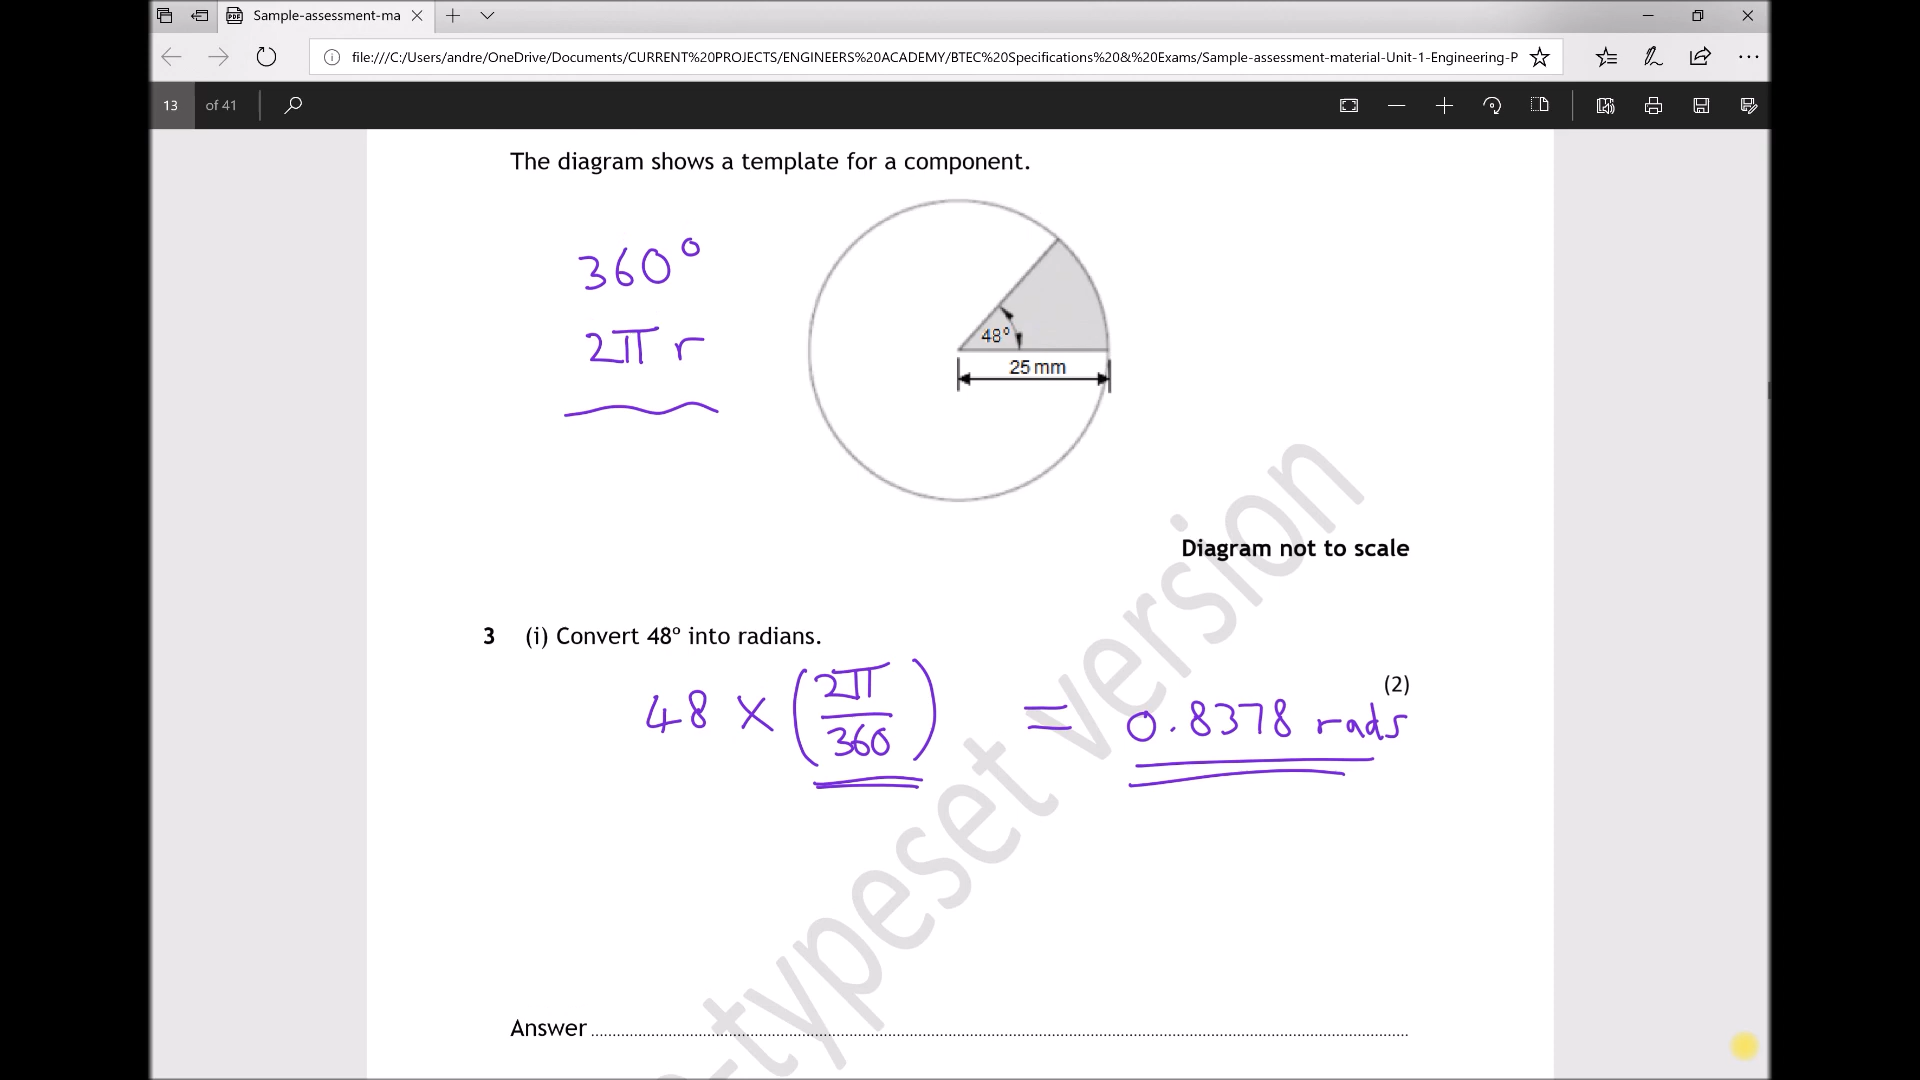 Sample-assessment-ma
file:///C:/Users/andre/OneDrive/Documents/CURRENT%20PROJECTS/ENGINEERS%20ACADEMY/BTEC%20Specifications%20&%20Exams/Sample-assessment-material-Unit-1-Engineering-P
13 of 41
The diagram shows a template for a component.
360°
2π r
48°
25 mm
Diagram not to scale
3 (i) Convert 48° into radians.
(2)
48 × (2π/360) = 0.8378 rads
Answer
-typeset version